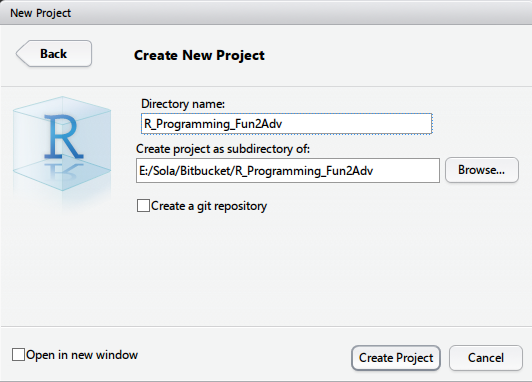 New Project
Back
Create New Project
R
Directory name:
R_Programming_Fun2Adv
Create project as subdirectory of:
E:/Sola/Bitbucket/R_Programming_Fun2Adv
Browse...
Create a git repository
Open in new window
Create Project
Cancel